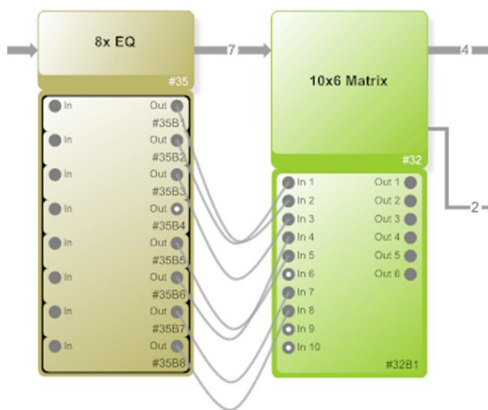 8x EQ
7
10x6 Matrix
4
#35
#32
2
In Out
#35B1
In Out
#35B2
In Out
#35B3
In Out
#35B4
In Out
#35B5
In Out
#35B6
In Out
#35B7
In Out
#35B8
In 1 Out 1
In 2 Out 2
In 3 Out 3
In 4 Out 4
In 5 Out 5
In 6 Out 6
In 7
In 8
In 9
In 10
#32B1